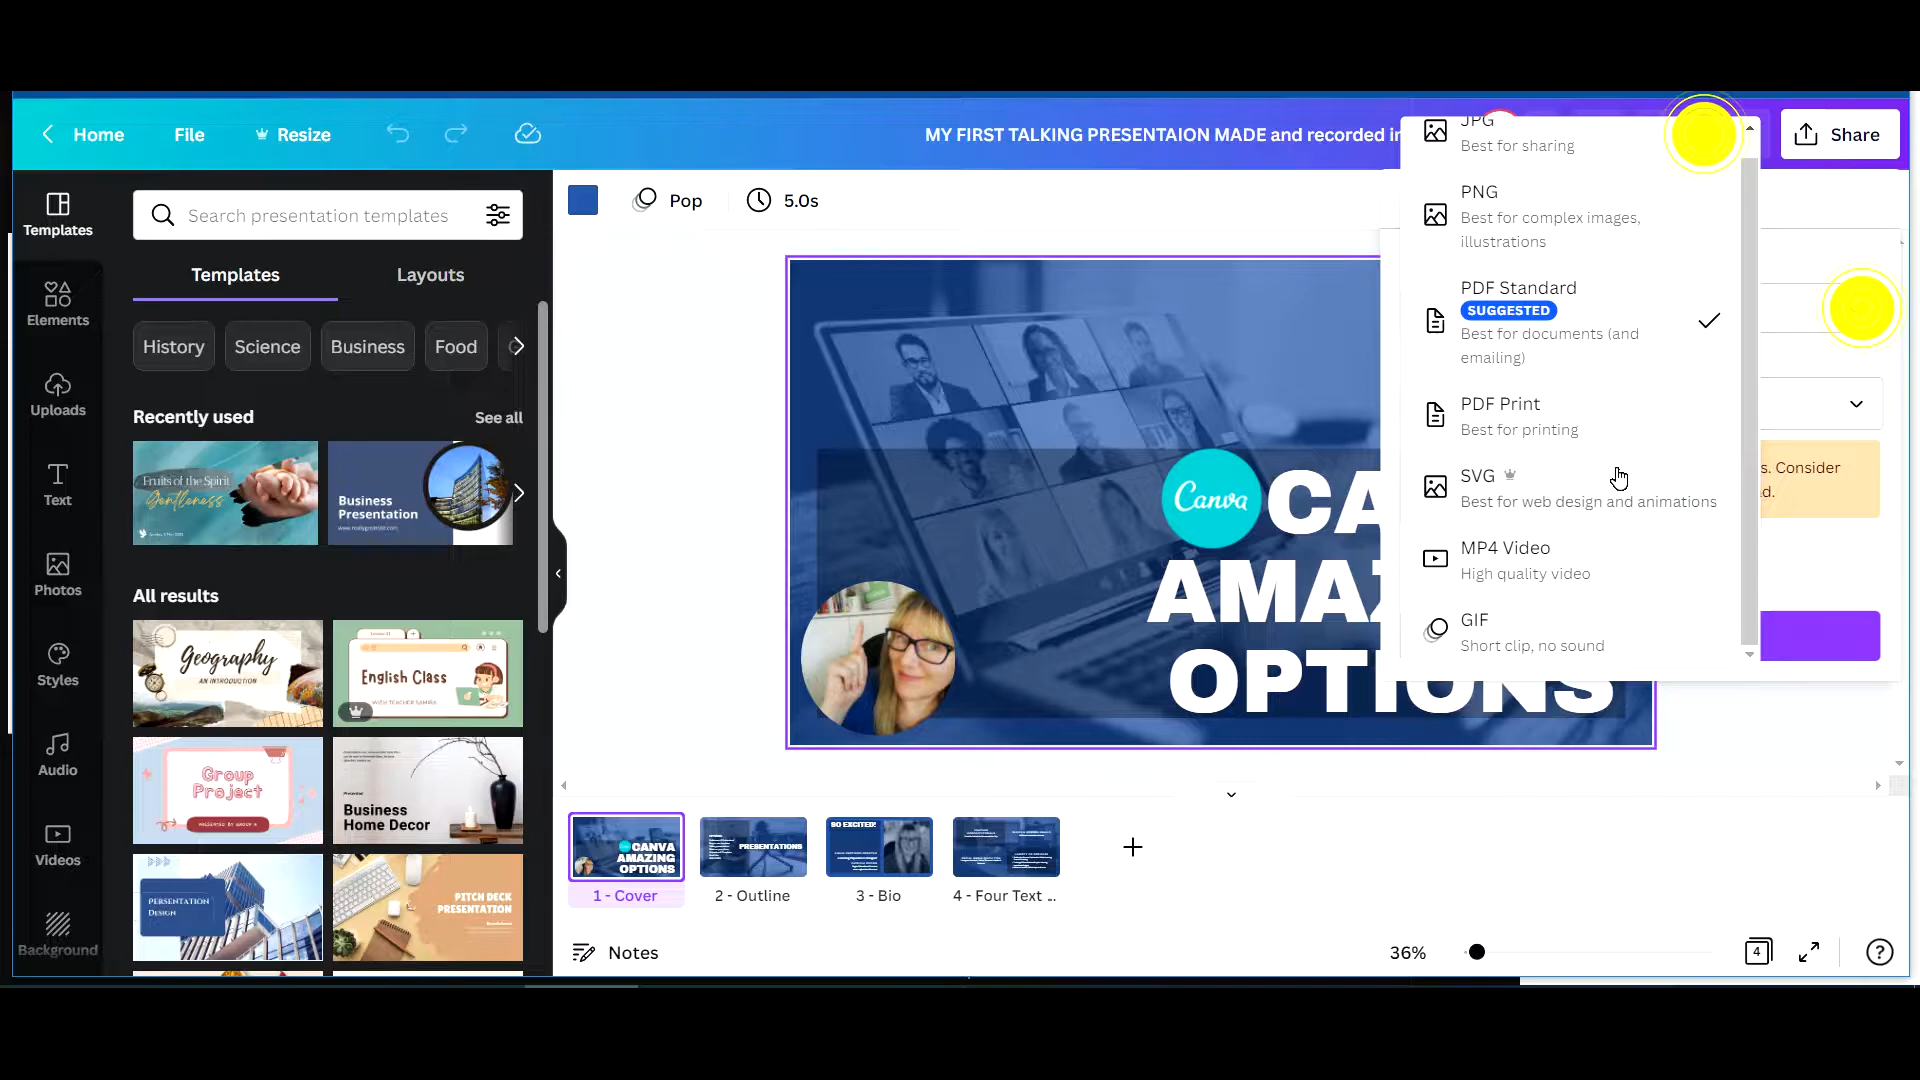 Home
File
Resize
MY FIRST TALKING PRESENTAION MADE and recorded in
Share
Templates
Elements
Uploads
Text
Photos
Styles
Audio
Videos
Background
Search presentation templates
Templates
Layouts
History
Science
Business
Food
Recently used
See all
Fruits of the Spirit
Gentleness
Business
Presentation
All results
Geography
AN INTRODUCTION
English Class
WITH TEACHER SAMIRA
Group
Project
Business
Home Decor
PERSENTATION
DESIGN
PITCH DECK
PRESENTATION
Pop
5.0s
Canva
CA
AMAZ
OPTIONS
JPG
Best for sharing
PNG
Best for complex images,
illustrations
PDF Standard
SUGGESTED
Best for documents (and
emailing)
PDF Print
Best for printing
SVG
Best for web design and animations
MP4 Video
High quality video
GIF
Short clip, no sound
s. Consider
d.
CANVA
AMAZING
OPTIONS
PRESENTATIONS
SO EXCITED!
1 - Cover
2 - Outline
3 - Bio
4 - Four Text ...
Notes
36%
4
?